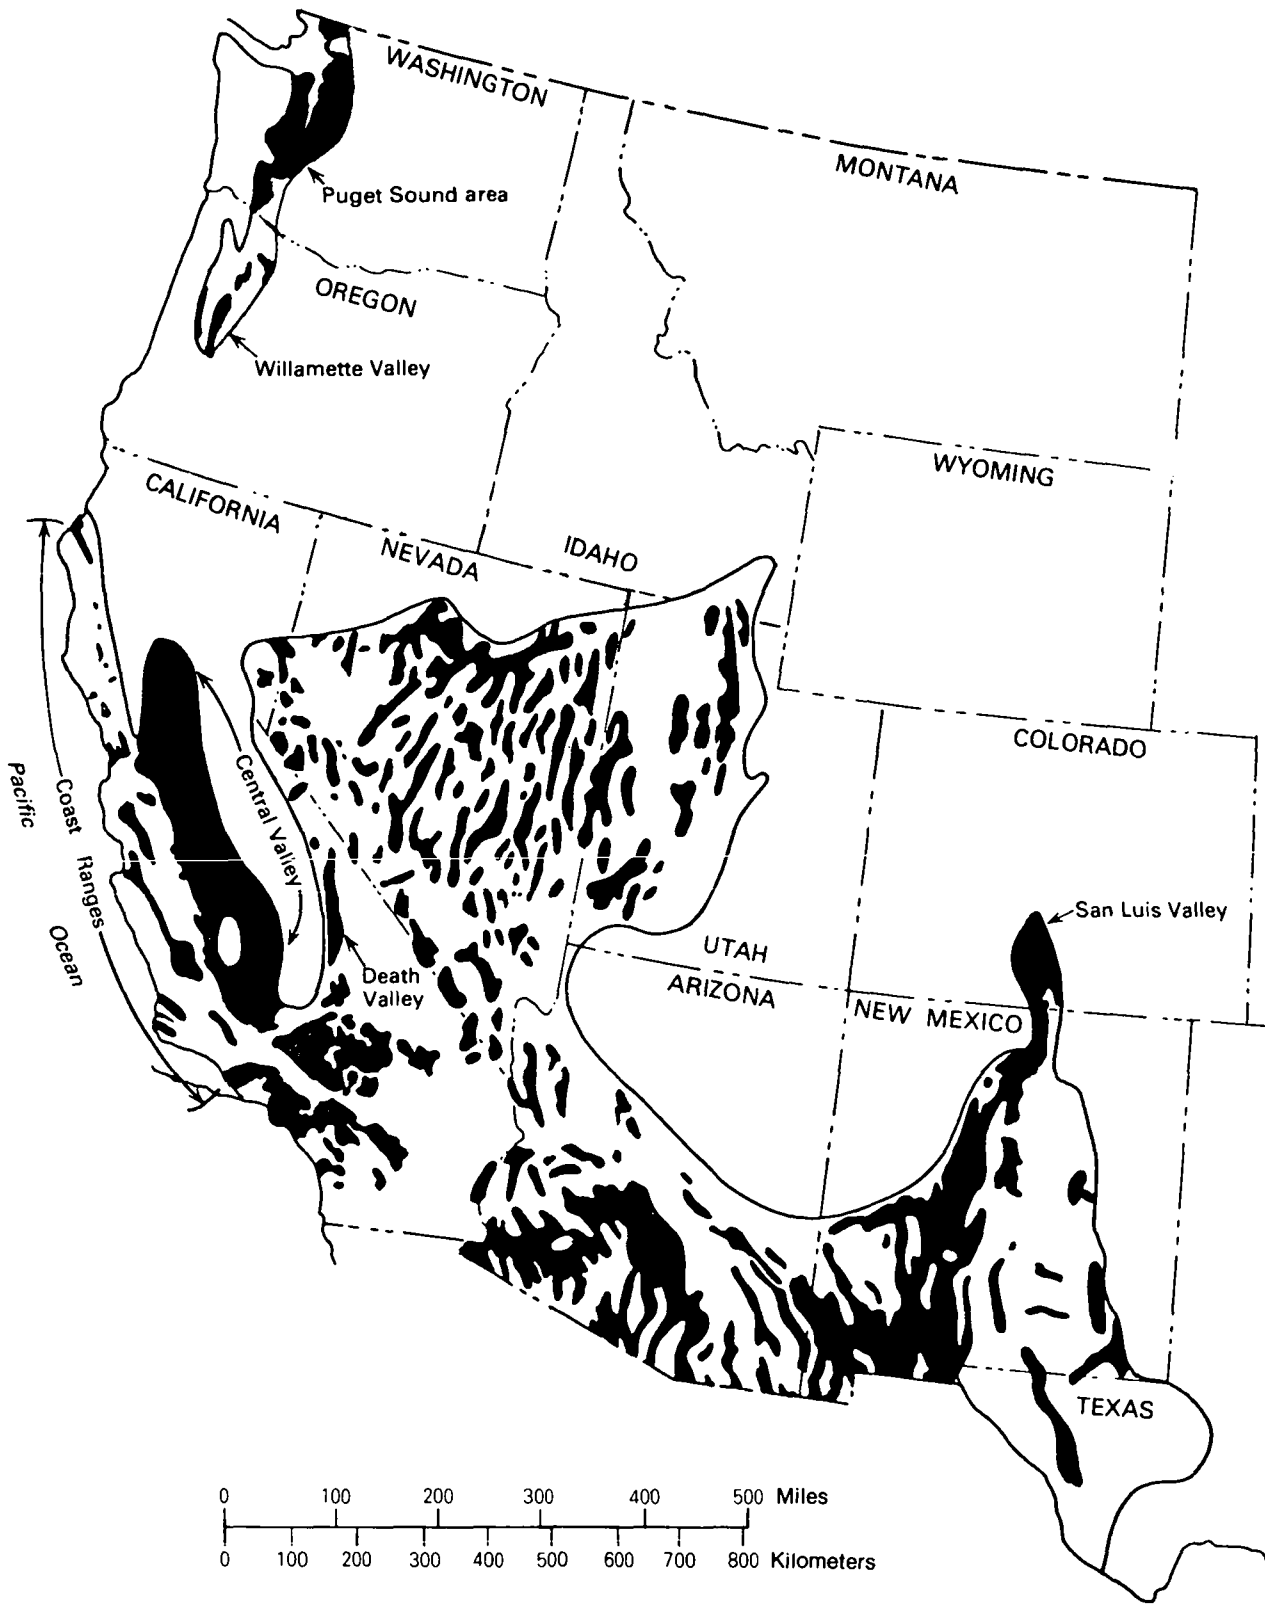 WASHINGTON
MONTANA
Puget Sound area
OREGON
Willamette Valley
WYOMING
CALIFORNIA
NEVADA
IDAHO
COLORADO
Central Valley
Pacific
Ocean
Coast Ranges
San Luis Valley
UTAH
Death
Valley
ARIZONA
NEW MEXICO
TEXAS
0 100 200 300 400 500 Miles
0 100 200 300 400 500 600 700 800 Kilometers